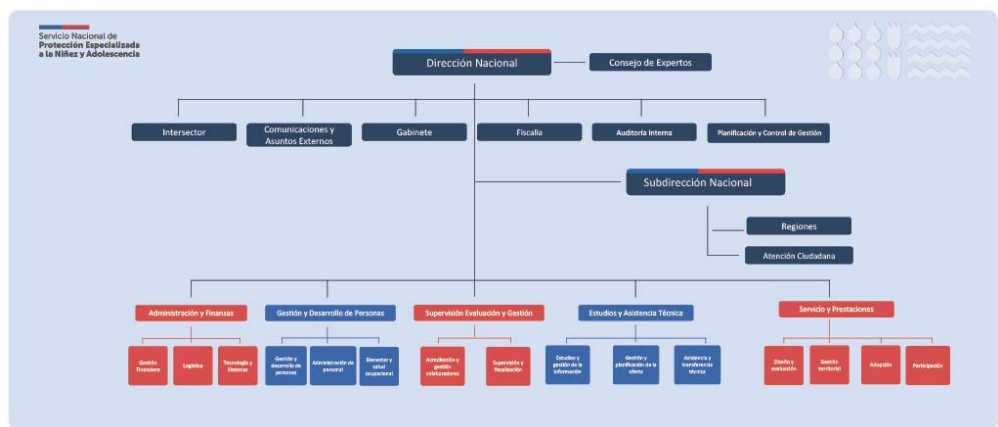 Servicio Nacional de
Protección Especializada
a la Niñez y Adolescencia
Dirección Nacional
Consejo de Expertos
Intersector
Comunicaciones y
Asuntos Externos
Gabinete
Fiscalía
Auditoría Interna
Planificación y Control de Gestión
Subdirección Nacional
Regiones
Atención Ciudadana
Administración y Finanzas
Gestión y Desarrollo de Personas
Supervisión Evaluación y Gestión
Estudios y Asistencia Técnica
Servicio y Prestaciones
Gestión
Financiera
Logística
Tecnología y
Sistemas
Gestión y
desarrollo de
personas
Administración de
personal
Bienestar y
salud
ocupacional
Acreditación y
gestión
colaboradores
Supervisión y
fiscalización
Estudios y
gestión de la
información
Gestión y
planificación de
la oferta
Asistencia y
transferencia
técnica
Diseño y
evaluación
Gestión
territorial
Adopción
Participación